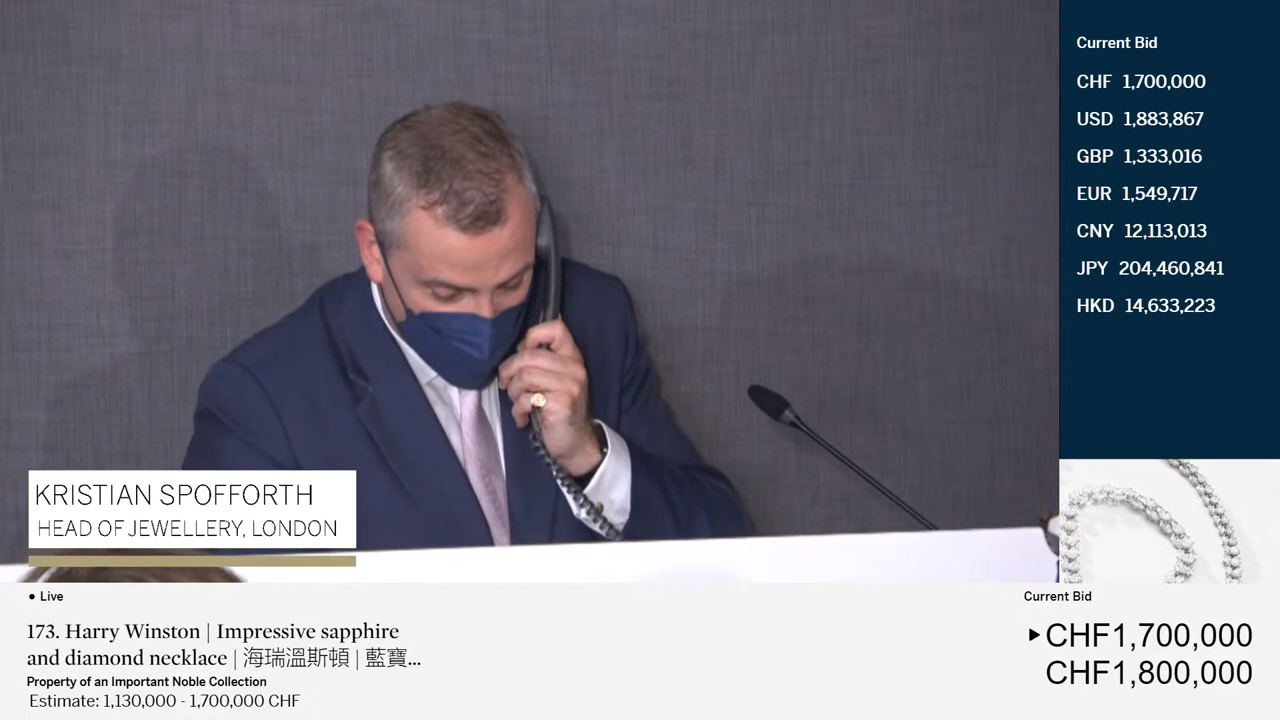 Current Bid
CHF 1,700,000
USD 1,883,867
GBP 1,333,016
EUR 1,549,717
CNY 12,113,013
JPY 204,460,841
HKD 14,633,223
KRISTIAN SPOFFORTH
HEAD OF JEWELLERY, LONDON
• Live
173. Harry Winston | Impressive sapphire
and diamond necklace | 海瑞溫斯頓 | 藍寶...
Property of an Important Noble Collection
Estimate: 1,130,000 - 1,700,000 CHF
Current Bid
▶CHF1,700,000
CHF1,800,000